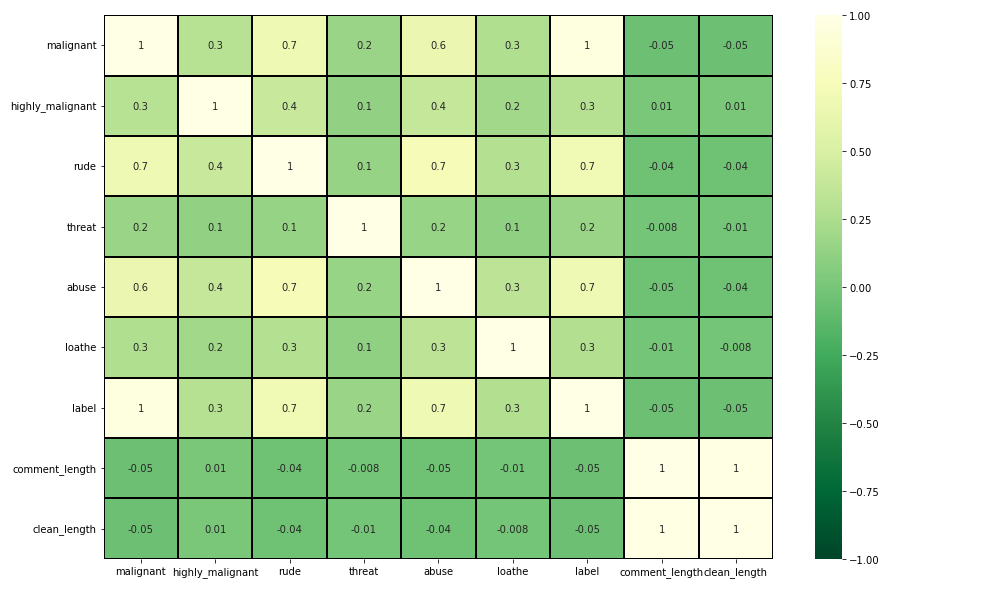 malignant 1 0.3 0.7 0.2 0.6 0.3 1 -0.05 -0.05
highly_malignant 0.3 1 0.4 0.1 0.4 0.2 0.3 0.01 0.01
rude 0.7 0.4 1 0.1 0.7 0.3 0.7 -0.04 -0.04
threat 0.2 0.1 0.1 1 0.2 0.1 0.2 -0.008 -0.01
abuse 0.6 0.4 0.7 0.2 1 0.3 0.7 -0.05 -0.04
loathe 0.3 0.2 0.3 0.1 0.3 1 0.3 -0.01 -0.008
label 1 0.3 0.7 0.2 0.7 0.3 1 -0.05 -0.05
comment_length -0.05 0.01 -0.04 -0.008 -0.05 -0.01 -0.05 1 1
clean_length -0.05 0.01 -0.04 -0.01 -0.04 -0.008 -0.05 1 1
malignant highly_malignant rude threat abuse loathe label comment_length clean_length
1.00
0.75
0.50
0.25
0.00
−0.25
−0.50
−0.75
−1.00